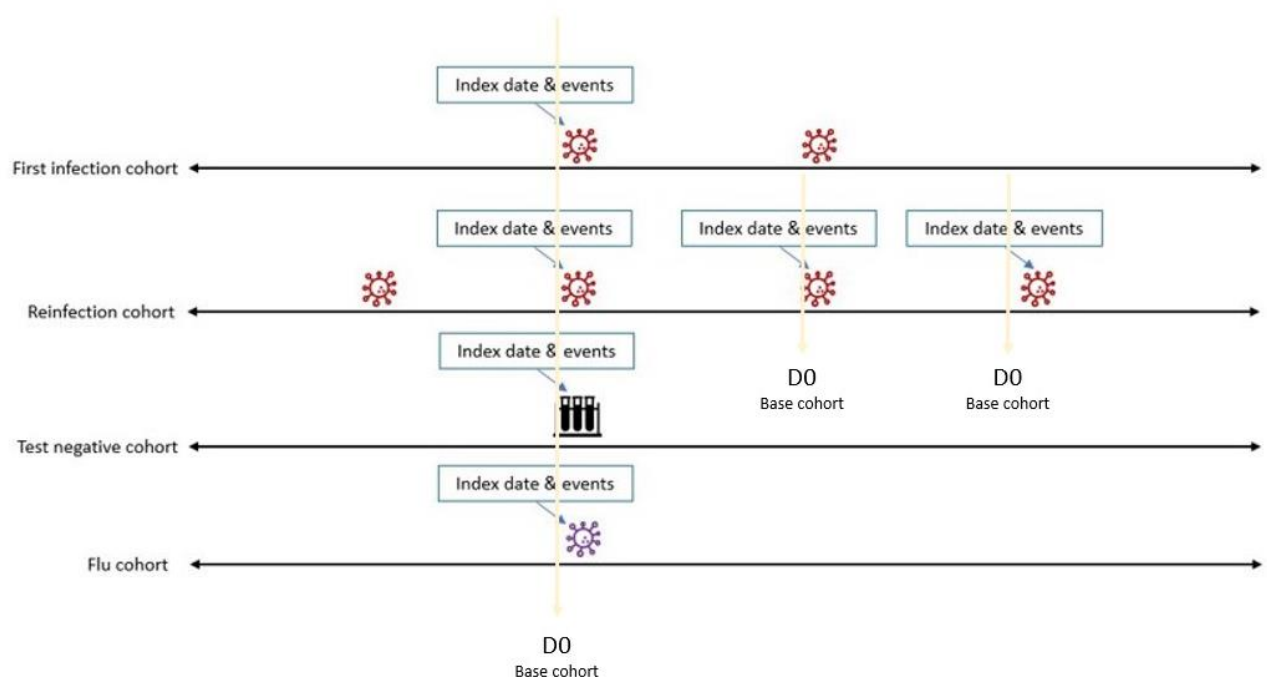 Index date & events
First infection cohort
Index date & events
Index date & events
Index date & events
Reinfection cohort
Index date & events
D0
Base cohort
D0
Base cohort
Test negative cohort
Index date & events
Flu cohort
D0
Base cohort